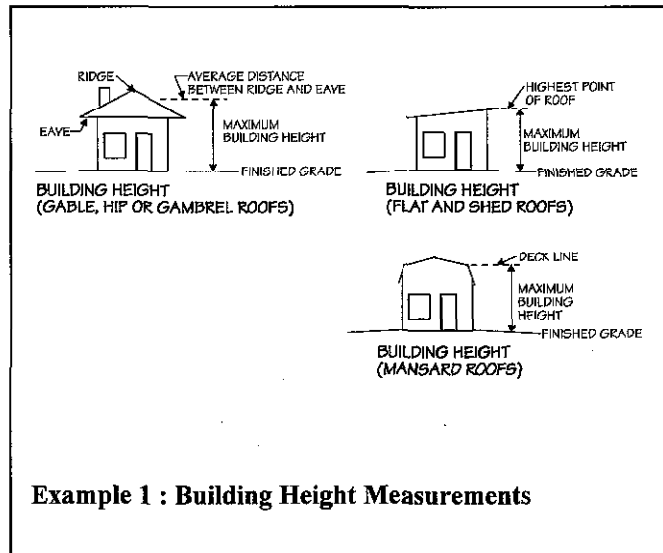 RIDGE
AVERAGE DISTANCE
BETWEEN RIDGE AND EAVE
EAVE
MAXIMUM
BUILDING HEIGHT
FINISHED GRADE
BUILDING HEIGHT
(GABLE, HIP OR GAMBREL ROOFS)
HIGHEST POINT
OF ROOF
MAXIMUM
BUILDING HEIGHT
FINISHED GRADE
BUILDING HEIGHT
(FLAT AND SHED ROOFS)
DECK LINE
MAXIMUM
BUILDING
HEIGHT
FINISHED GRADE
BUILDING HEIGHT
(MANSARD ROOFS)
Example 1 : Building Height Measurements